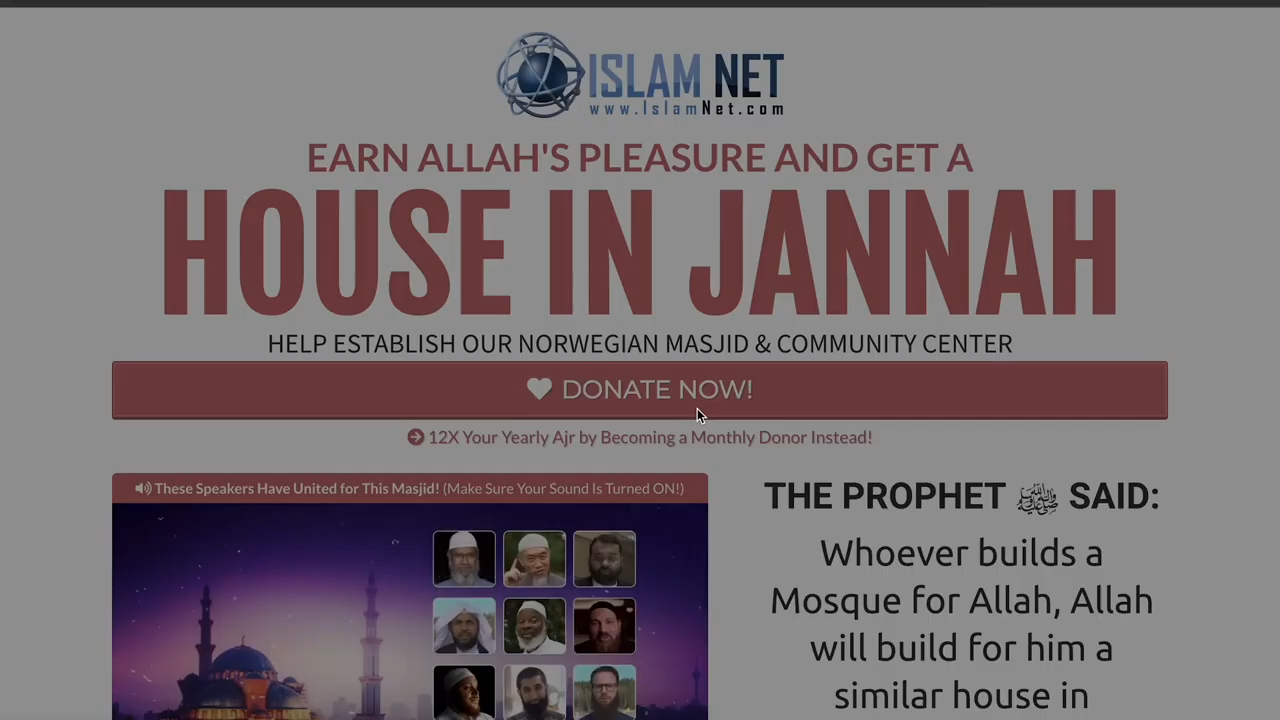 ISLAM NET
www.IslamNet.com
EARN ALLAH'S PLEASURE AND GET A
HOUSE IN JANNAH
HELP ESTABLISH OUR NORWEGIAN MASJID & COMMUNITY CENTER
DONATE NOW!
12X Your Yearly Ajr by Becoming a Monthly Donor Instead!
These Speakers Have United for This Masjid! (Make Sure Your Sound Is Turned ON!)
THE PROPHET ﷺ SAID:
Whoever builds a
Mosque for Allah, Allah
will build for him a
similar house in